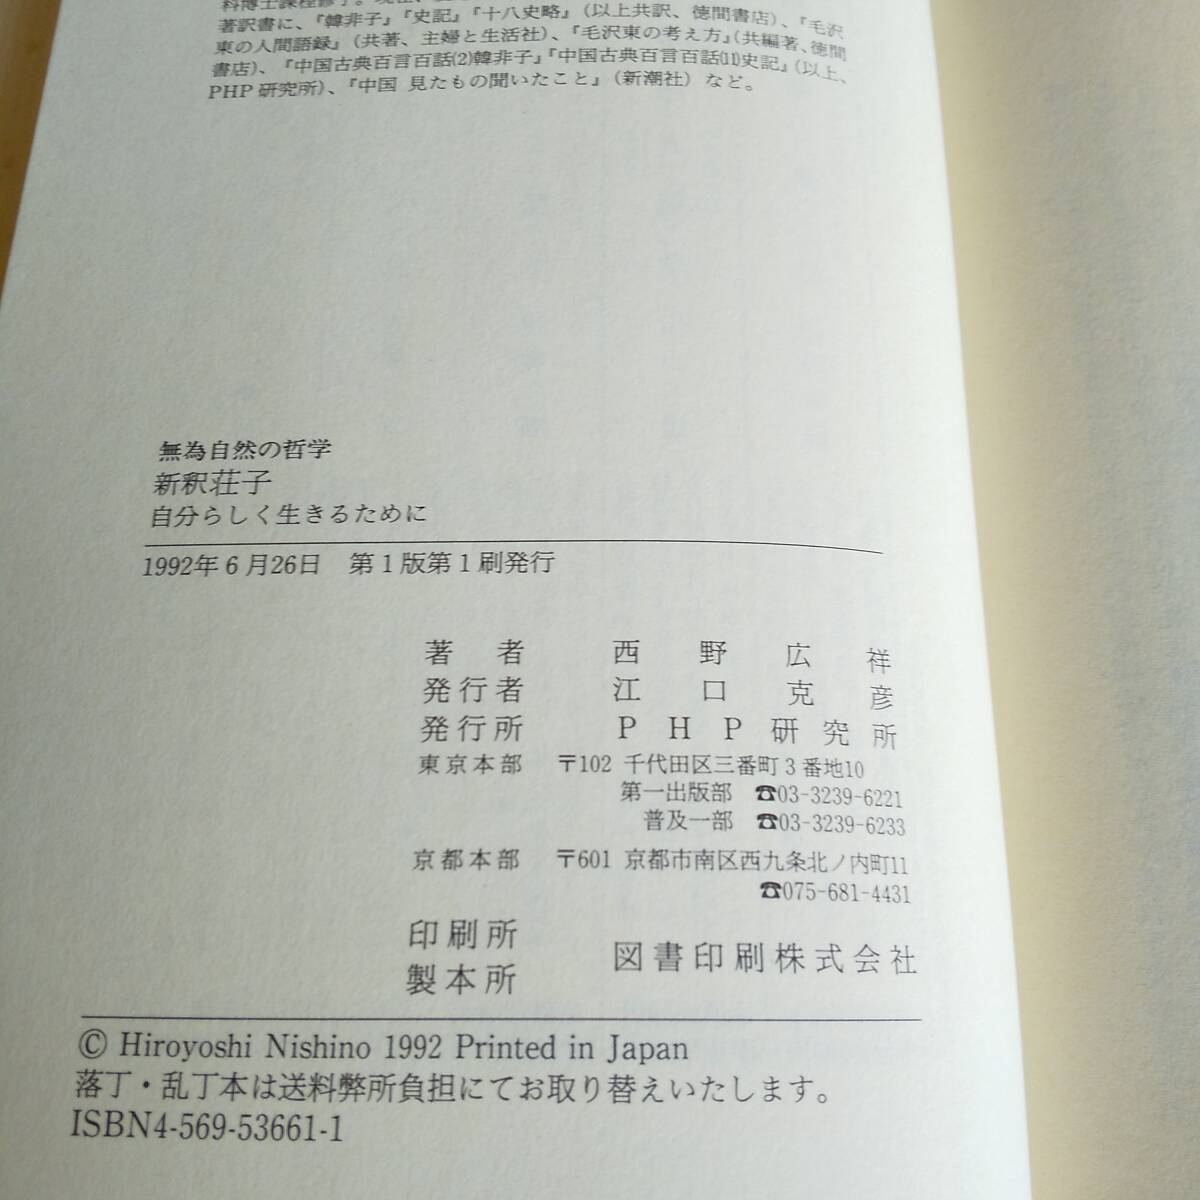 科博士課程修了。現在、
著訳書に、『韓非子』『史記』『十八史略』(以上共訳、徳間書店)、『毛沢
東の人間語録』(共著、主婦と生活社)、『毛沢東の考え方』(共編著、徳間
書店)、『中国古典百言百話(2)韓非子』『中国古典百言百話(11)史記』(以上、
PHP研究所)、『中国 見たもの聞いたこと』(新潮社)など。
無為自然の哲学
新釈荘子
自分らしく生きるために
1992年6月26日 第1版第1刷発行
著者 西野広祥
発行者 江口克彦
発行所 PHP研究所
東京本部 〒102 千代田区三番町3番地10
第一出版部 ☎03-3239-6221
普及一部 ☎03-3239-6233
京都本部 〒601 京都市南区西九条北ノ内町11
☎075-681-4431
印刷所
製本所 図書印刷株式会社
© Hiroyoshi Nishino 1992 Printed in Japan
落丁・乱丁本は送料弊所負担にてお取り替えいたします。
ISBN4-569-53661-1